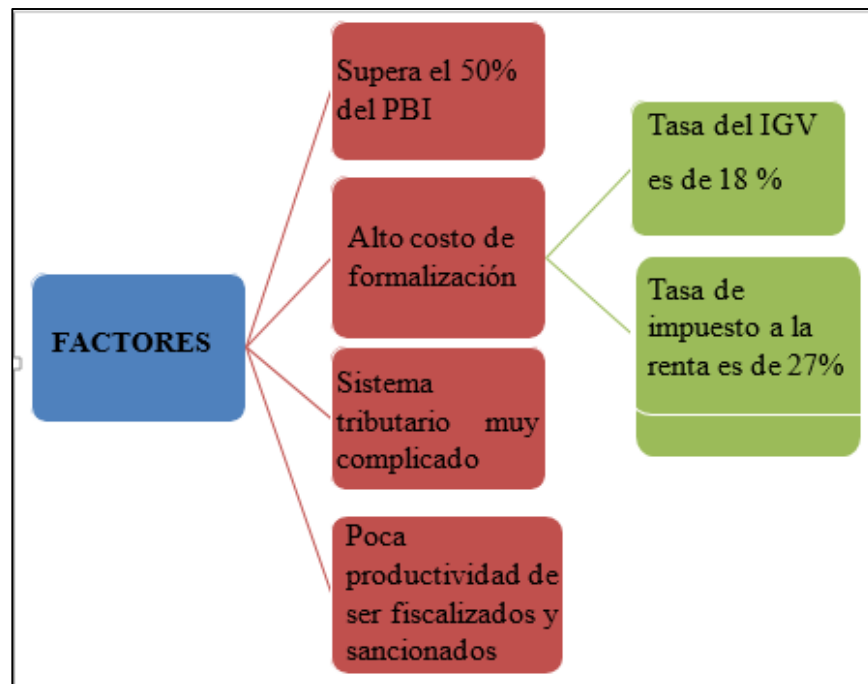 FACTORES
Supera el 50%
del PBI
Alto costo de
formalización
Tasa del IGV
es de 18 %
Tasa de
impuesto a la
renta es de 27%
Sistema
tributario muy
complicado
Poca
productividad de
ser fiscalizados y
sancionados